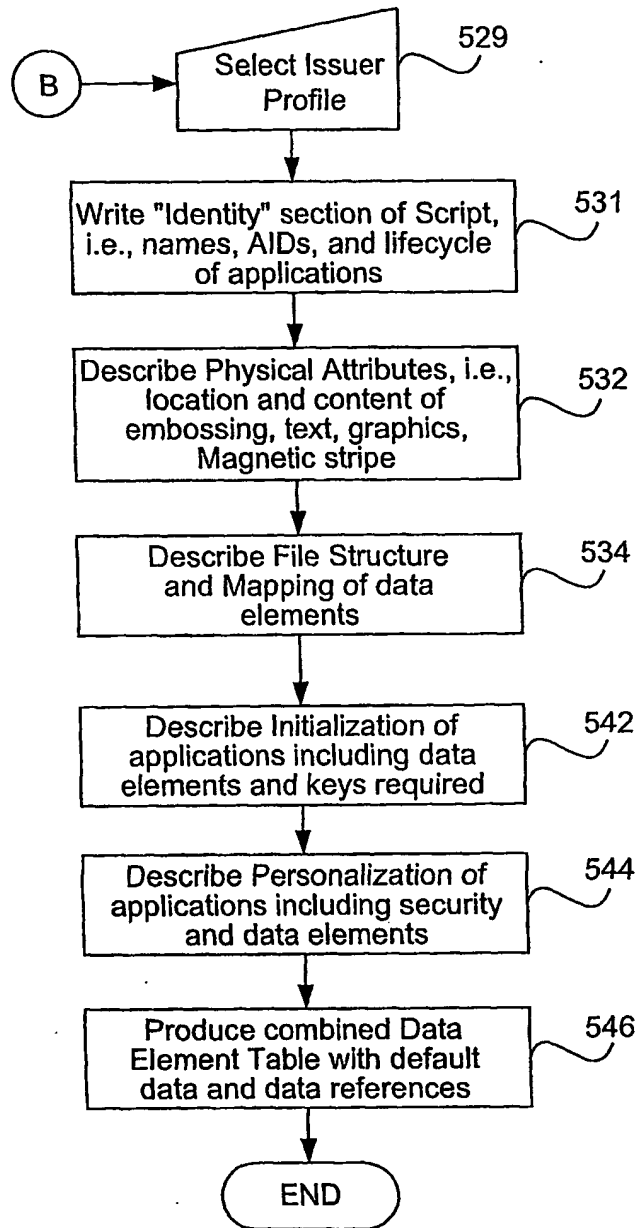 529
B
Select Issuer
Profile
Write "Identity" section of Script,
i.e., names, AIDs, and lifecycle
of applications
531
Describe Physical Attributes, i.e.,
location and content of
embossing, text, graphics,
Magnetic stripe
532
Describe File Structure
and Mapping of data
elements
534
Describe Initialization of
applications including data
elements and keys required
542
Describe Personalization of
applications including security
and data elements
544
Produce combined Data
Element Table with default
data and data references
546
END